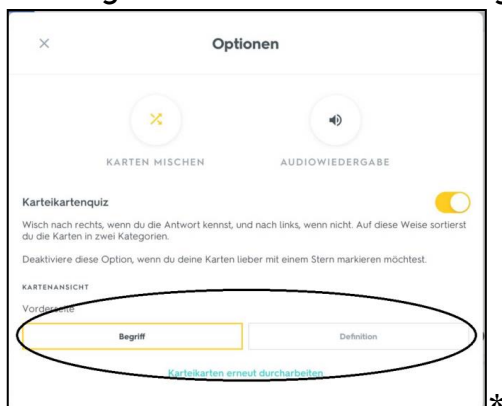 Optionen
KARTEN MISCHEN AUDIOWIEDERGABE
Karteikartenquiz
Wisch nach rechts, wenn du die Antwort kennst, und nach links, wenn nicht. Auf diese Weise sortierst
du die Karten in zwei Kategorien.
Deaktiviere diese Option, wenn du deine Karten lieber mit einem Stern markieren möchtest.
KARTENANSICHT
Vorderseite
Begriff Definition
Karteikarten erneut durcharbeiten
*